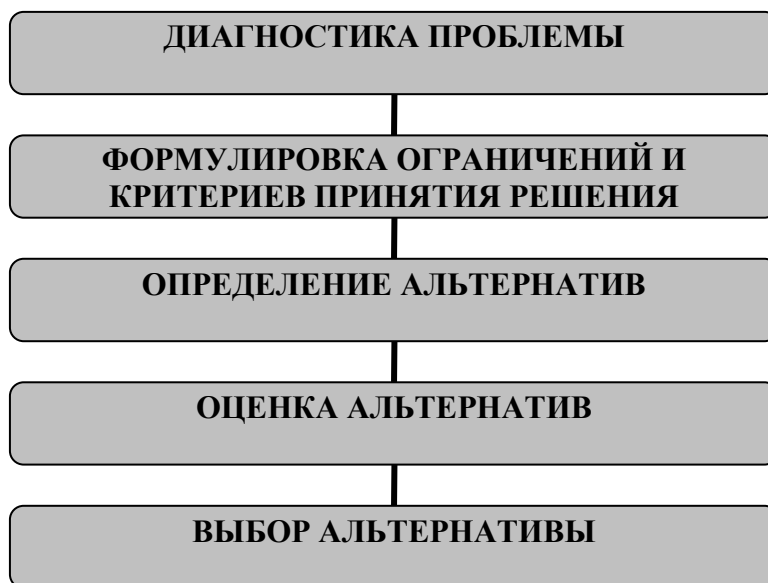 ДИАГНОСТИКА ПРОБЛЕМЫ
ФОРМУЛИРОВКА ОГРАНИЧЕНИЙ И
КРИТЕРИЕВ ПРИНЯТИЯ РЕШЕНИЯ
ОПРЕДЕЛЕНИЕ АЛЬТЕРНАТИВ
ОЦЕНКА АЛЬТЕРНАТИВ
ВЫБОР АЛЬТЕРНАТИВЫ